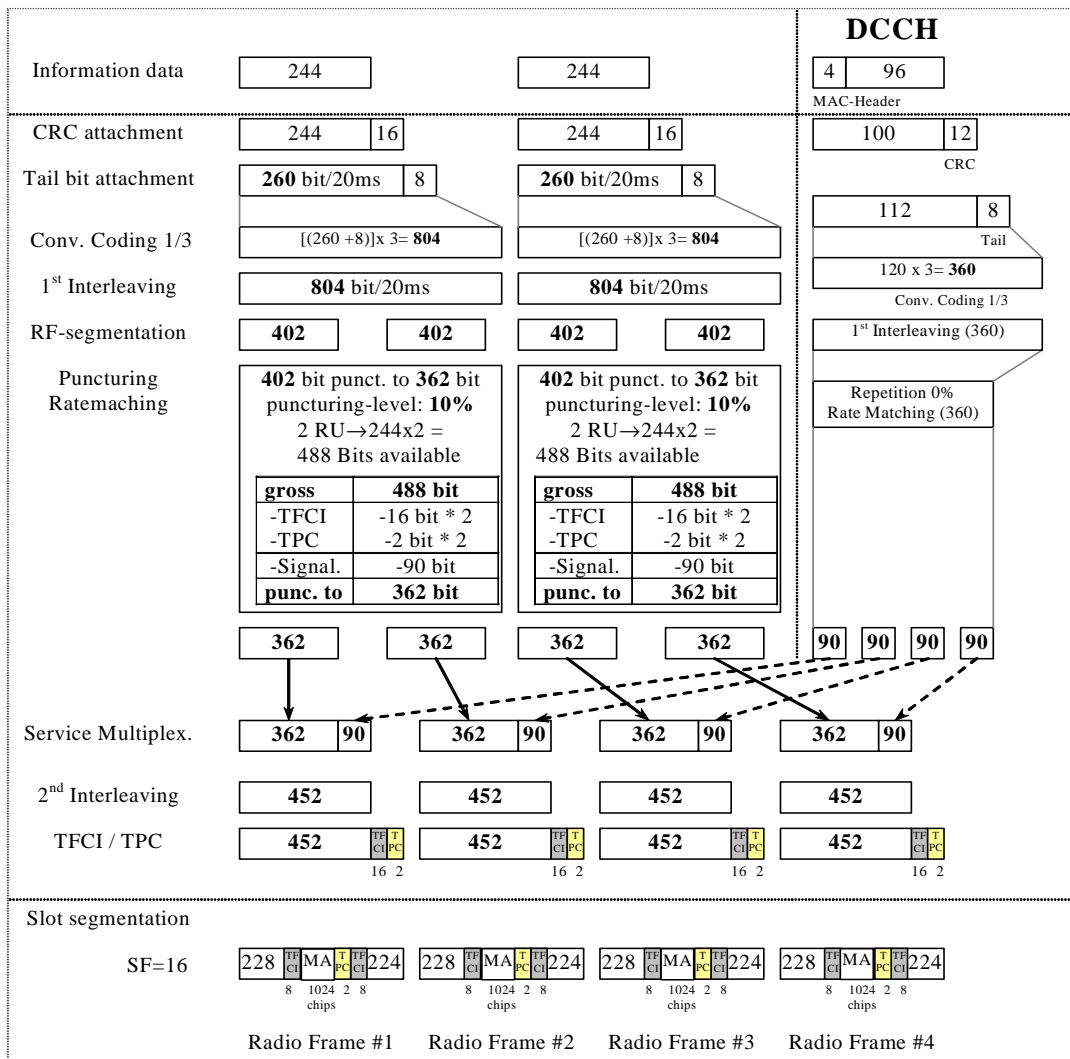 DCCH
Information data 244 244 4 96
MAC-Header
CRC attachment 244 16 244 16 100 12
CRC
Tail bit attachment 260 bit/20ms 8 260 bit/20ms 8
112 8
Tail
Conv. Coding 1/3 [(260 +8)]x 3= 804 [(260 +8)]x 3= 804
120 x 3= 360
Conv. Coding 1/3
1st Interleaving 804 bit/20ms 804 bit/20ms
RF-segmentation 402 402 402 402 1st Interleaving (360)
Puncturing
Ratemaching
402 bit punct. to 362 bit
puncturing-level: 10%
2 RU→244x2 =
488 Bits available
gross 488 bit
-TFCI -16 bit * 2
-TPC -2 bit * 2
-Signal. -90 bit
punc. to 362 bit
402 bit punct. to 362 bit
puncturing-level: 10%
2 RU→244x2 =
488 Bits available
gross 488 bit
-TFCI -16 bit * 2
-TPC -2 bit * 2
-Signal. -90 bit
punc. to 362 bit
Repetition 0%
Rate Matching (360)
362 362 362 362 90 90 90 90
Service Multiplex. 362 90 362 90 362 90 362 90
2nd Interleaving 452 452 452 452
TFCI / TPC 452 TF CI T PC 452 TF CI T PC 452 TF CI T PC 452 TF CI T PC
16 2 16 2 16 2 16 2
Slot segmentation
SF=16 228 TF CI MA T PC TF CI 224 228 TF CI MA T PC TF CI 224 228 TF CI MA T PC TF CI 224 228 TF CI MA T PC TF CI 224
8 1024 2 8 8 1024 2 8 8 1024 2 8 8 1024 2 8
chips chips chips chips
Radio Frame #1 Radio Frame #2 Radio Frame #3 Radio Frame #4